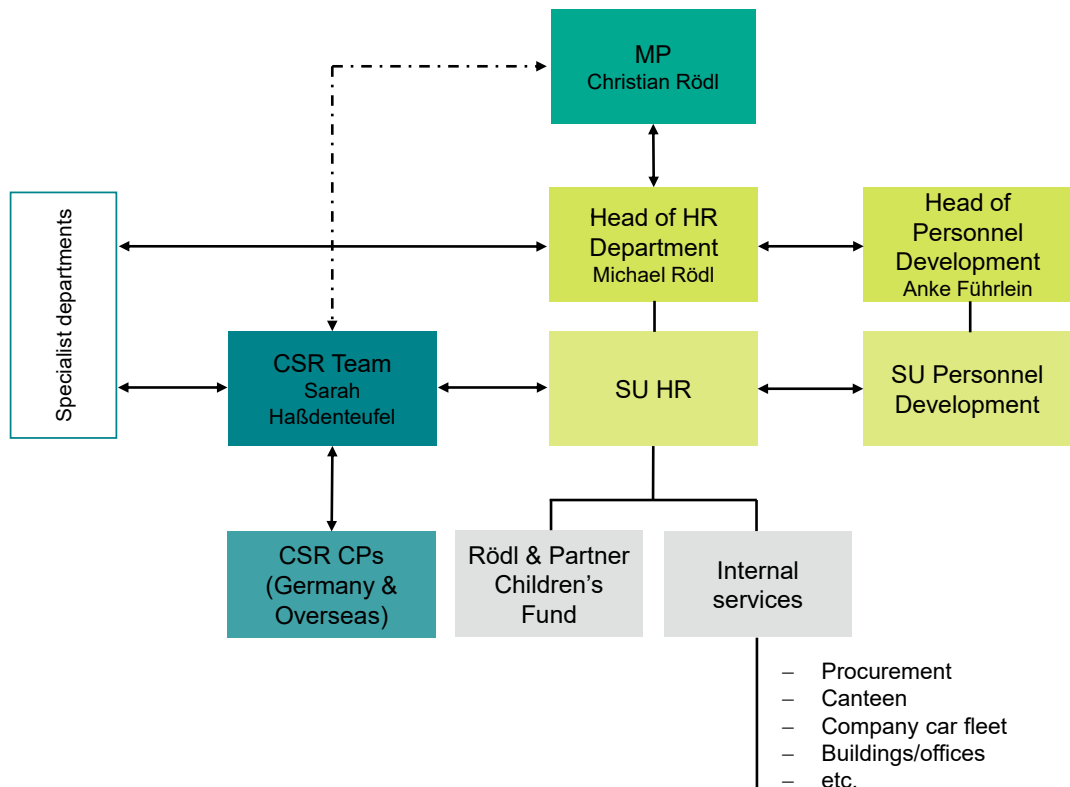 MP
Christian Rödl
Specialist departments
Head of HR
Department
Michael Rödl
Head of
Personnel
Development
Anke Führlein
CSR Team
Sarah
Haßdenteufel
SU HR
SU Personnel
Development
CSR CPs
(Germany &
Overseas)
Rödl & Partner
Children’s
Fund
Internal
services
– Procurement
– Canteen
– Company car fleet
– Buildings/offices
– etc.